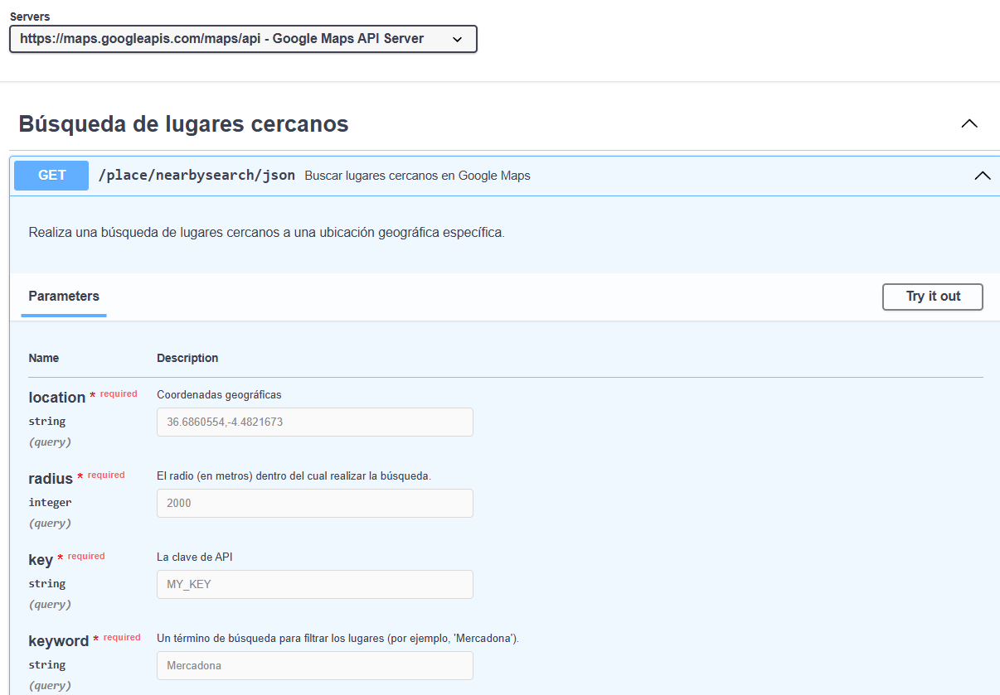 Servers
https://maps.googleapis.com/maps/api - Google Maps API Server
Búsqueda de lugares cercanos
GET /place/nearbysearch/json Buscar lugares cercanos en Google Maps
Realiza una búsqueda de lugares cercanos a una ubicación geográfica específica.
Parameters Try it out
Name Description
location * required Coordenadas geográficas
string 36.6860554,-4.4821673
(query)
radius * required El radio (en metros) dentro del cual realizar la búsqueda.
integer 2000
(query)
key * required La clave de API
string MY_KEY
(query)
keyword * required Un término de búsqueda para filtrar los lugares (por ejemplo, 'Mercadona').
string Mercadona
(query)